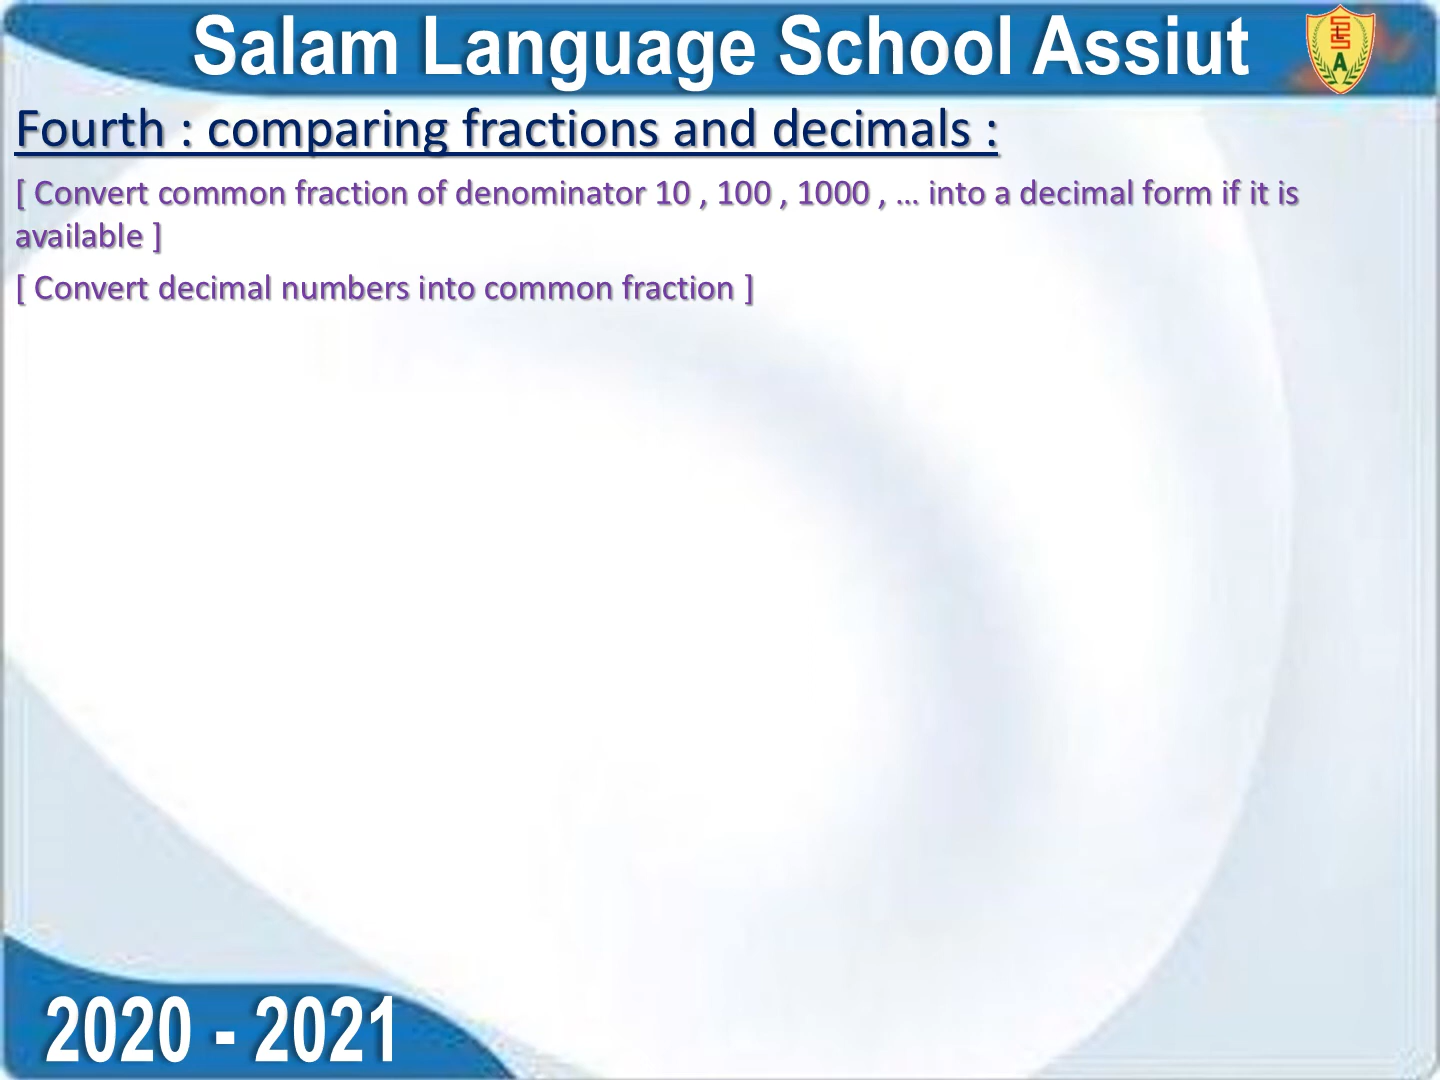 Salam Language School Assiut
Fourth : comparing fractions and decimals :
[ Convert common fraction of denominator 10 , 100 , 1000 , … into a decimal form if it is
available ]
[ Convert decimal numbers into common fraction ]
2020 - 2021